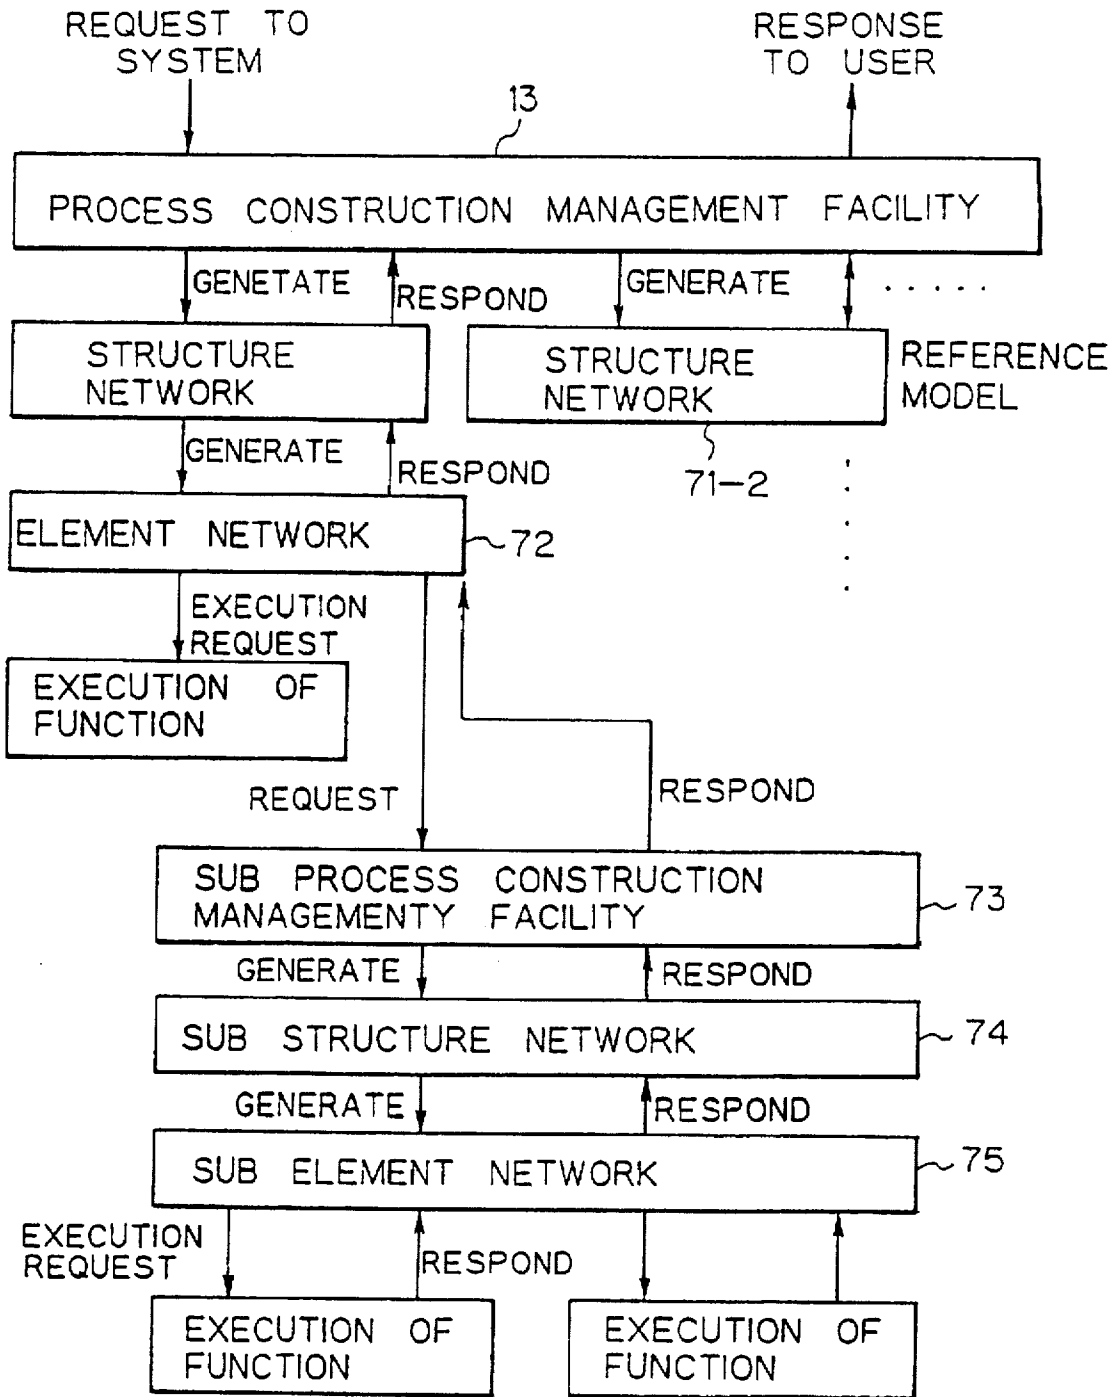 REQUEST TO
SYSTEM
RESPONSE
TO USER
13
PROCESS CONSTRUCTION MANAGEMENT FACILITY
GENETATE
RESPOND
GENERATE
.....
STRUCTURE
NETWORK
STRUCTURE
NETWORK
REFERENCE
MODEL
GENERATE
RESPOND
71-2
ELEMENT NETWORK
72
EXECUTION
REQUEST
EXECUTION OF
FUNCTION
REQUEST
RESPOND
SUB PROCESS CONSTRUCTION
MANAGEMENTY FACILITY
73
GENERATE
RESPOND
SUB STRUCTURE NETWORK
74
GENERATE
RESPOND
SUB ELEMENT NETWORK
75
EXECUTION
REQUEST
RESPOND
EXECUTION OF
FUNCTION
EXECUTION OF
FUNCTION